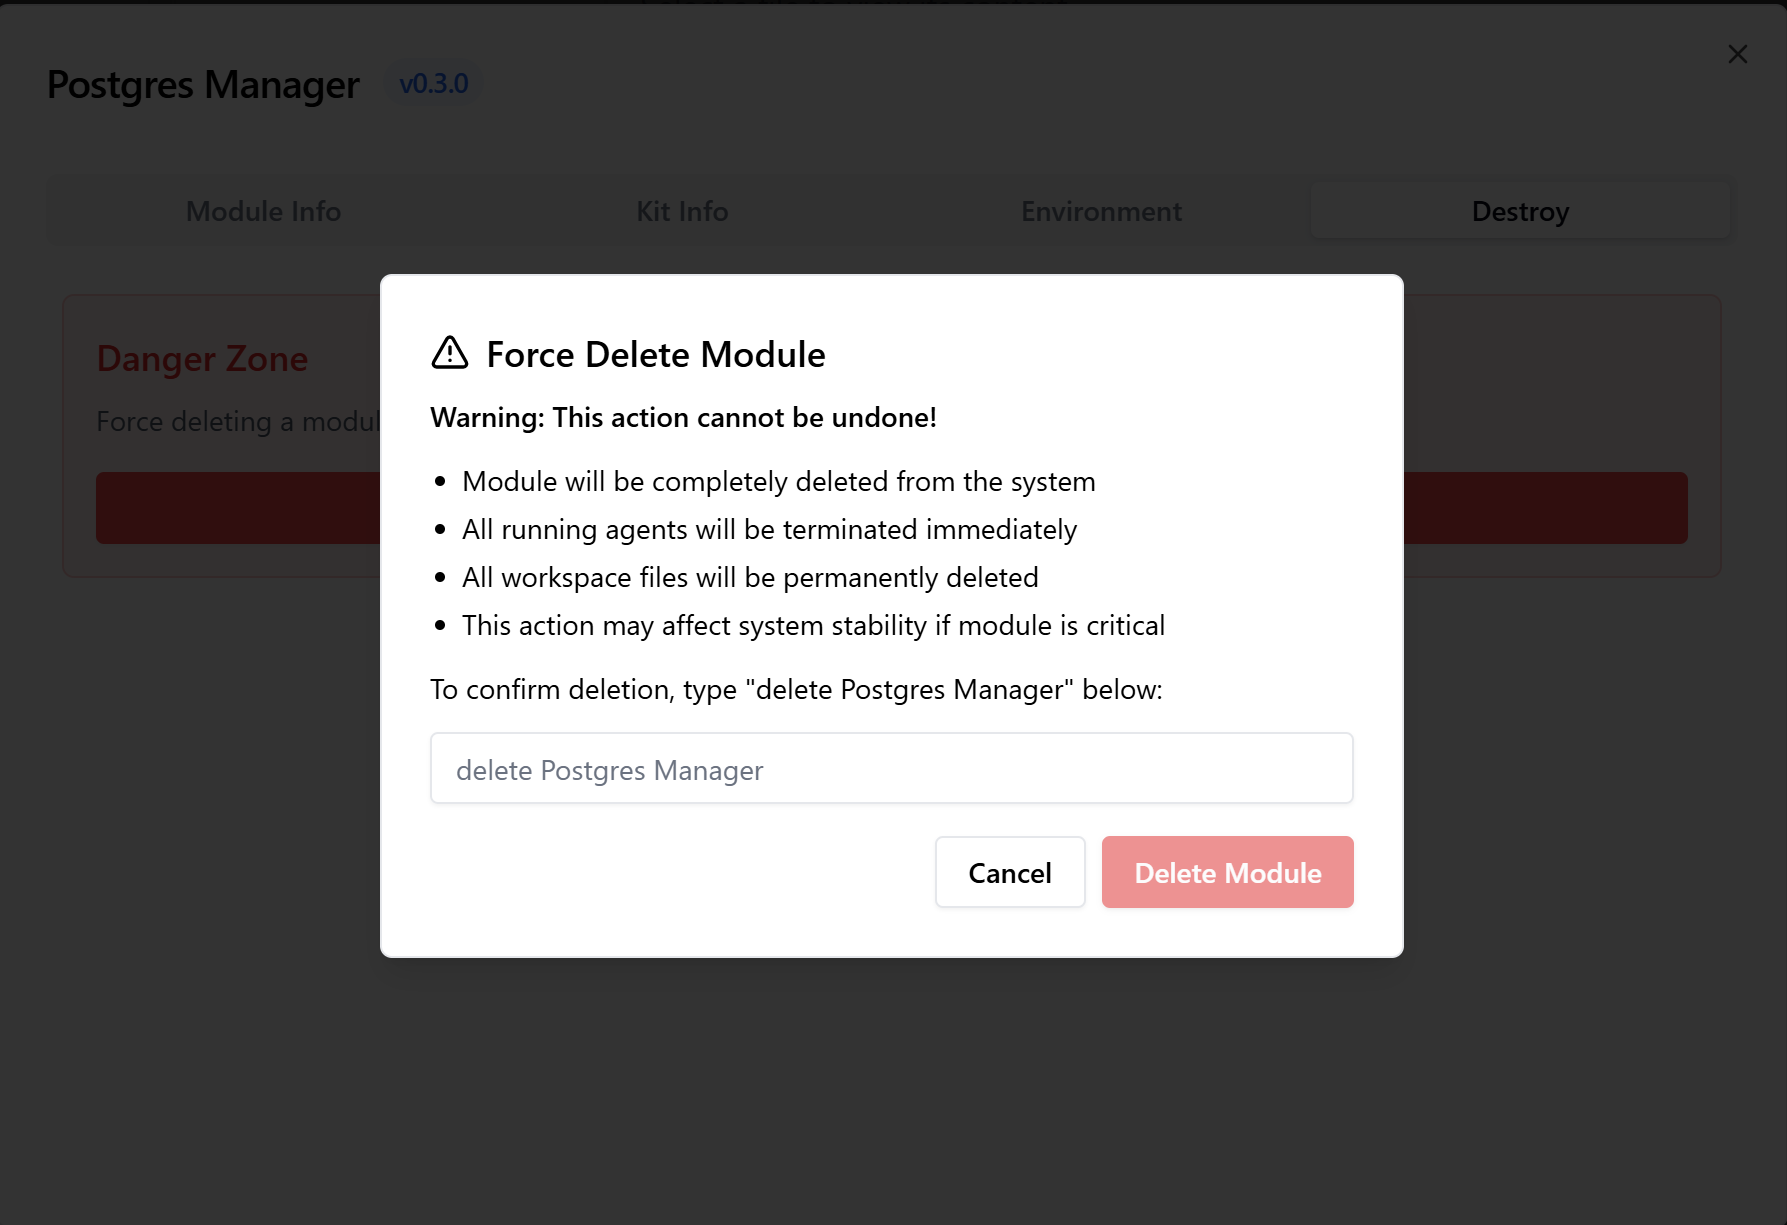 Postgres Manager v0.3.0
Module Info Kit Info Environment Destroy
Danger Zone
Force deleting a
Force Delete Module
Warning: This action cannot be undone!
Module will be completely deleted from the system
All running agents will be terminated immediately
All workspace files will be permanently deleted
This action may affect system stability if module is critical
To confirm deletion, type "delete Postgres Manager" below:
delete Postgres Manager
Cancel Delete Module